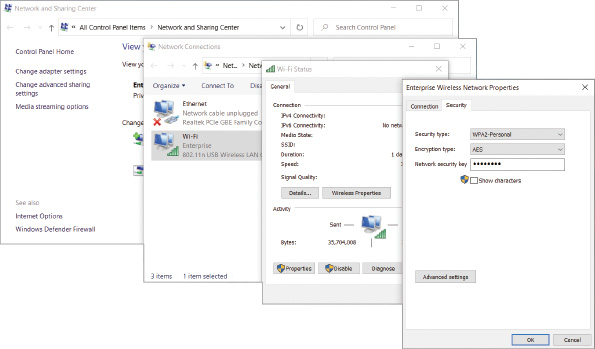 Network and Sharing Center
All Control Panel Items > Network and Sharing Center
Search Control Panel
Control Panel Home
Change adapter settings
Change advanced sharing
settings
Media streaming options
See also
Internet Options
Windows Defender Firewall
View your
View you
Priv
Change
Network Connections
Net...
Organize
Connect To
Ethernet
Network cable unplugged
Realtek PCIe GBE Family Co
Wi-Fi
Enterprise
802.11n USB Wireless LAN C
3 items
1 item selected
Wi-Fi Status
General
Connection
IPv4 Connectivity:
IPv6 Connectivity:
No netw
Media State:
SSID:
Duration:
1 da
Speed:
Signal Quality:
Details...
Wireless Properties
Activity
Sent
Bytes:
35,704,008
Properties
Disable
Diagnose
Enterprise Wireless Network Properties
Connection
Security
Security type:
WPA2-Personal
Encryption type:
AES
Network security key
••••••••
Show characters
Advanced settings
OK
Cancel